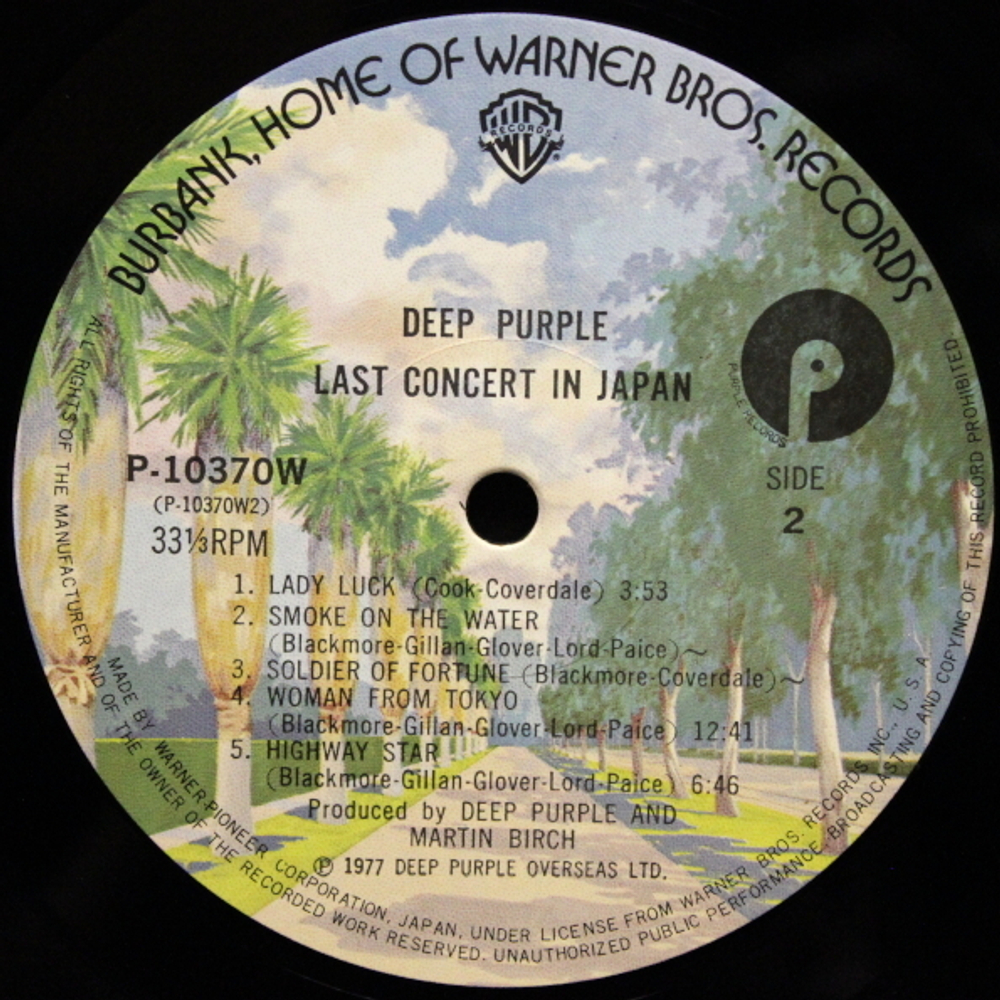 BURBANK, HOME OF WARNER BROS. RECORDS
WB
RECORDS
®
DEEP PURPLE
LAST CONCERT IN JAPAN
P
PURPLE RECORDS
P-10370W
(P-10370W2)
33⅓RPM
SIDE
2
1. LADY LUCK (Cook-Coverdale) 3:53
2. SMOKE ON THE WATER
(Blackmore-Gillan-Glover-Lord-Paice)~
3. SOLDIER OF FORTUNE (Blackmore-Coverdale)~
4. WOMAN FROM TOKYO
(Blackmore-Gillan-Glover-Lord-Paice) 12:41
5. HIGHWAY STAR
(Blackmore-Gillan-Glover-Lord-Paice) 6:46
Produced by DEEP PURPLE AND
MARTIN BIRCH
℗ 1977 DEEP PURPLE OVERSEAS LTD.
MADE BY WARNER-PIONEER CORPORATION, JAPAN, UNDER LICENSE FROM WARNER BROS. RECORDS INC., U. S. A.
ALL RIGHTS OF THE MANUFACTURER AND OF THE OWNER OF THE RECORDED WORK RESERVED. UNAUTHORIZED PUBLIC PERFORMANCE BROADCASTING AND COPYING OF THIS RECORD PROHIBITED.